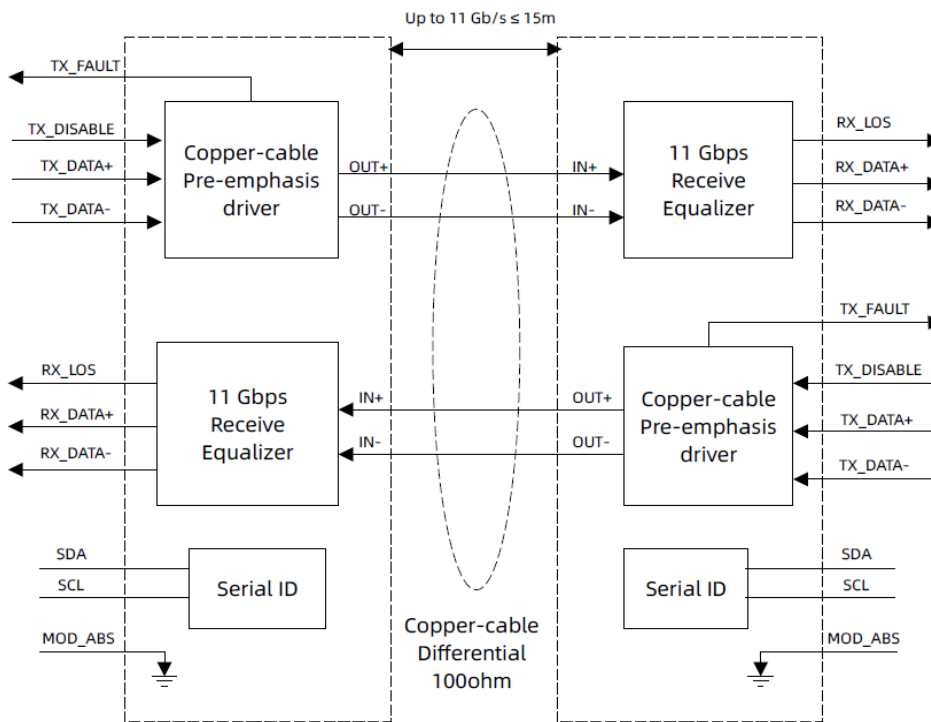 Up to 11 Gb/s ≤ 15m
TX_FAULT
TX_DISABLE
TX_DATA+
TX_DATA-
Copper-cable
Pre-emphasis
driver
OUT+
OUT-
IN+
IN-
11 Gbps
Receive
Equalizer
RX_LOS
RX_DATA+
RX_DATA-
RX_LOS
RX_DATA+
RX_DATA-
11 Gbps
Receive
Equalizer
IN+
IN-
OUT+
OUT-
Copper-cable
Pre-emphasis
driver
TX_FAULT
TX_DISABLE
TX_DATA+
TX_DATA-
SDA
SCL
Serial ID
MOD_ABS
Copper-cable
Differential
100ohm
Serial ID
SDA
SCL
MOD_ABS